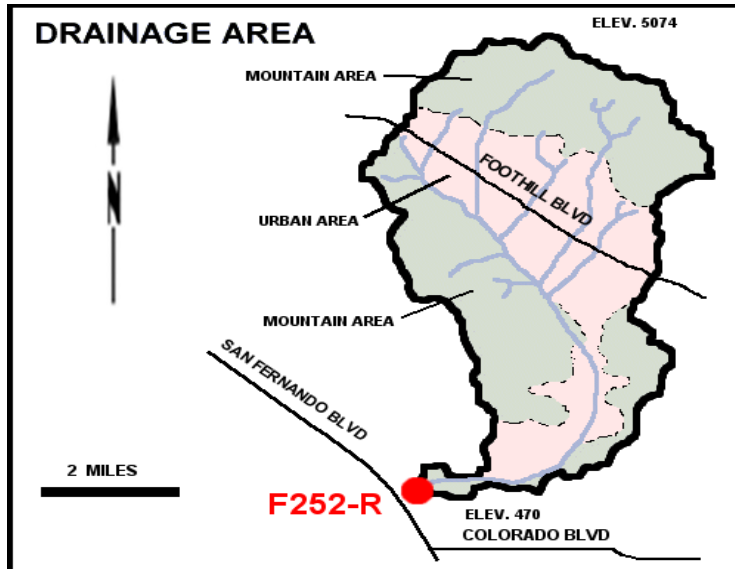 DRAINAGE AREA
ELEV. 5074
MOUNTAIN AREA
N
FOOTHILL BLVD
URBAN AREA
MOUNTAIN AREA
SAN FERNANDO BLVD
2 MILES
F252-R
ELEV. 470
COLORADO BLVD